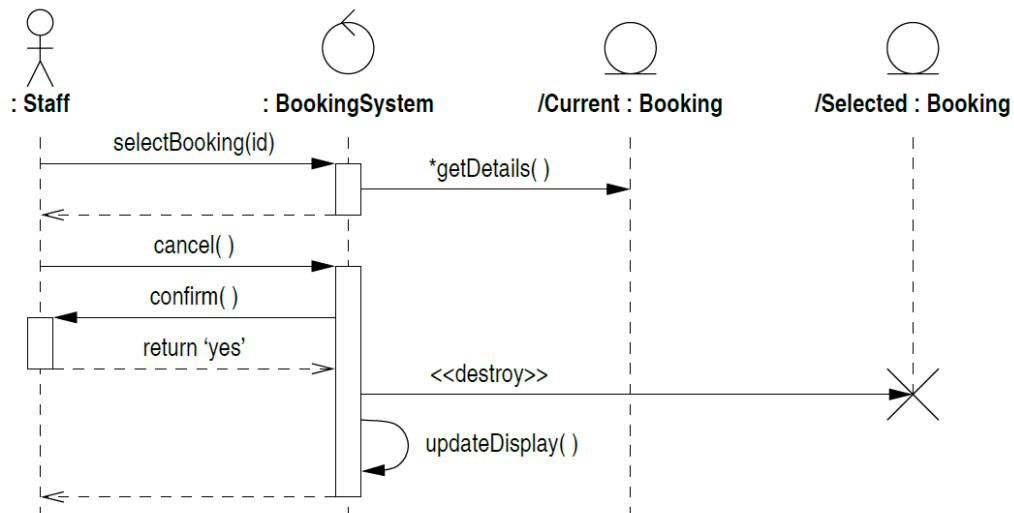 : Staff
: BookingSystem
/Current : Booking
/Selected : Booking
selectBooking(id)
*getDetails( )
cancel( )
confirm( )
return ‘yes’
<<destroy>>
updateDisplay( )